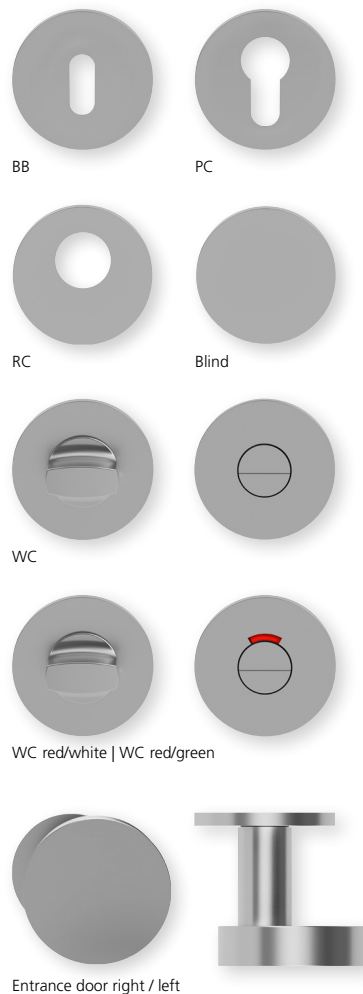 BB
PC
RC
Blind
WC
WC red/white | WC red/green
Entrance door right / left